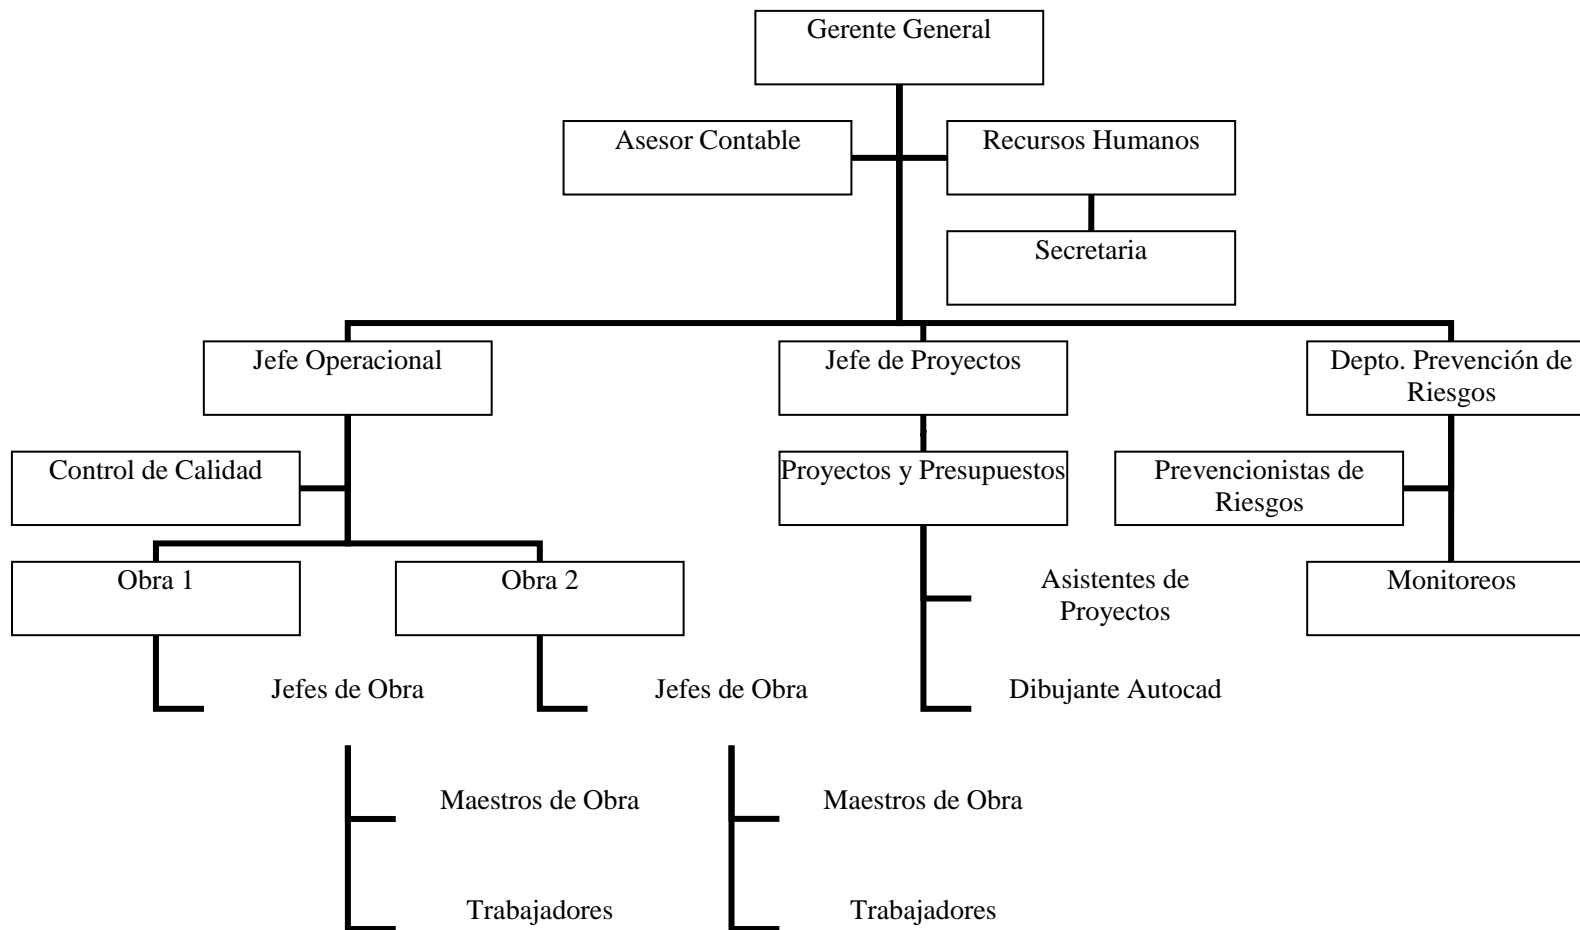 Gerente General
Asesor Contable
Recursos Humanos
Secretaria
Jefe Operacional
Jefe de Proyectos
Depto. Prevención de
Riesgos
Control de Calidad
Proyectos y Presupuestos
Prevencionistas de
Riesgos
Obra 1
Obra 2
Asistentes de
Proyectos
Monitoreos
Jefes de Obra
Jefes de Obra
Dibujante Autocad
Maestros de Obra
Maestros de Obra
Trabajadores
Trabajadores